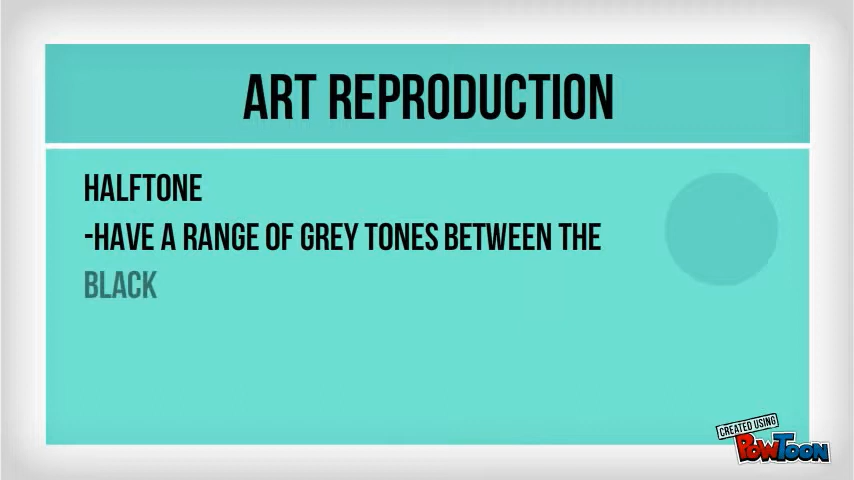 ART REPRODUCTION
HALFTONE
-HAVE A RANGE OF GREY TONES BETWEEN THE
BLACK
CREATED USING
POWTOON